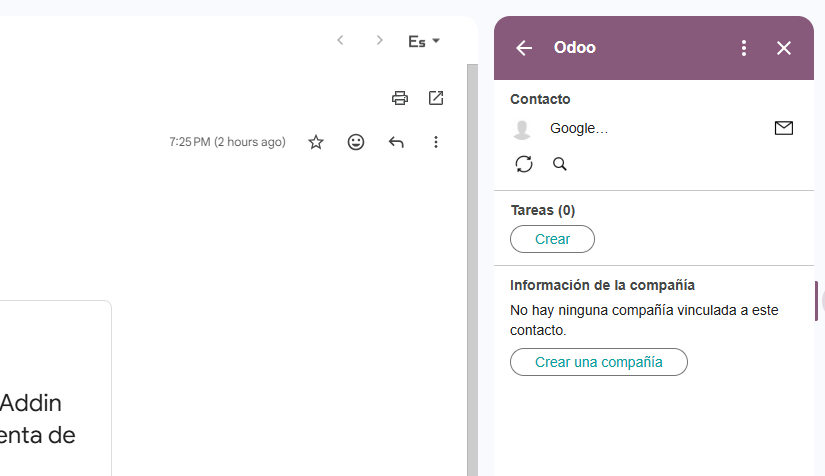 Es
Odoo
Contacto
Google...
7:25 PM (2 hours ago)
Tareas (0)
Crear
Información de la compañía
No hay ninguna compañía vinculada a este
contacto.
Crear una compañía
Addin
enta de